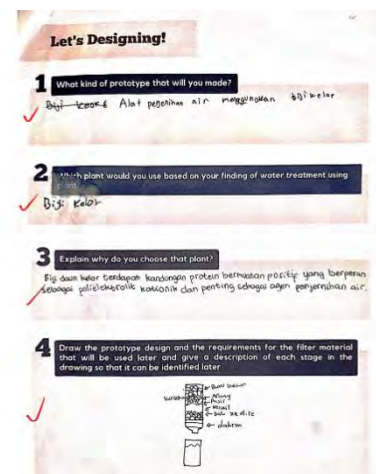 Let's Designing!
1 What kind of prototype that will you made?
Alat penjernihan air menggunakan biji kelor
2 Which plant would you use based on your finding of water treatment using
plant
Biji kelor
3 Explain why do you choose that plant?
Biji daun kelor terdapat kandungan protein bermuatan positif yang berperan
sebagai polielektrolit kationik dan penting sebagai agen penjernihan air.
4 Draw the prototype design and the requirements for the filter material
that will be used later and give a description of each stage in the
drawing so that it can be identified later
Batu besar
Arang
Pasir
Kerikil